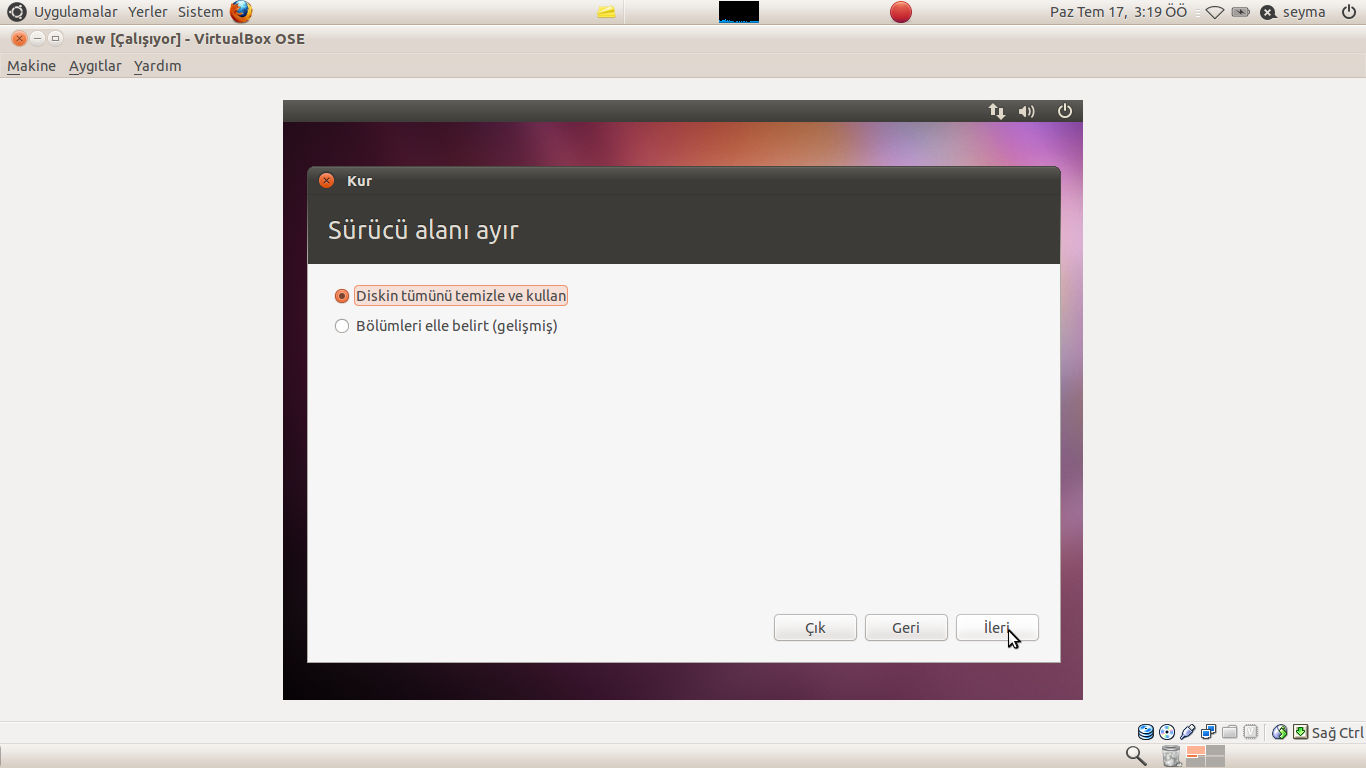 Uygulamalar Yerler Sistem Paz Tem 17, 3:19 ÖÖ seyma
new [Çalışıyor] - VirtualBox OSE
Makine Aygıtlar Yardım
Kur
Sürücü alanı ayır
Diskin tümünü temizle ve kullan
Bölümleri elle belirt (gelişmiş)
Çık Geri İleri
Sağ Ctrl